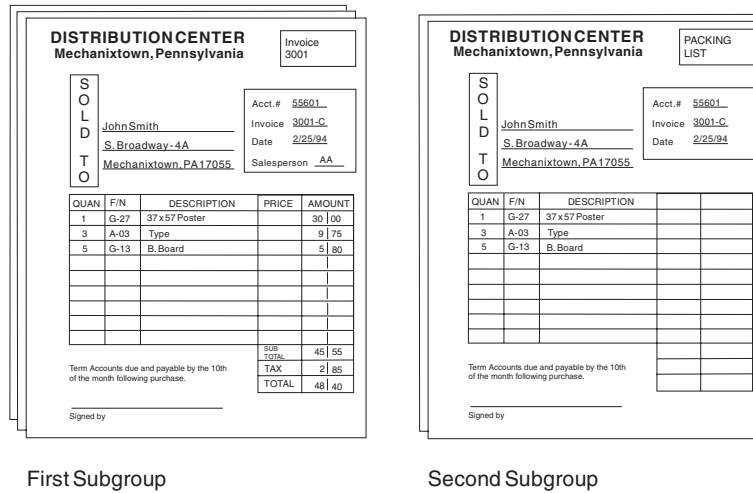 DISTRIBUTION CENTER
Mechanixtown, Pennsylvania
Invoice
3001
SOLD TO
John Smith
S. Broadway - 4A
Mechanixtown, PA 17055
Acct.# 55601
Invoice 3001-C
Date 2/25/94
Salesperson AA
QUAN F/N DESCRIPTION PRICE AMOUNT
1 G-27 37 x 57 Poster 30 00
3 A-03 Type 9 75
5 G-13 B. Board 5 80
SUB TOTAL 45 55
TAX 2 85
TOTAL 48 40
Term Accounts due and payable by the 10th
of the month following purchase.
Signed by
First Subgroup
DISTRIBUTION CENTER
Mechanixtown, Pennsylvania
PACKING
LIST
SOLD TO
John Smith
S. Broadway - 4A
Mechanixtown, PA 17055
Acct.# 55601
Invoice 3001-C
Date 2/25/94
QUAN F/N DESCRIPTION
1 G-27 37 x 57 Poster
3 A-03 Type
5 G-13 B. Board
Term Accounts due and payable by the 10th
of the month following purchase.
Signed by
Second Subgroup